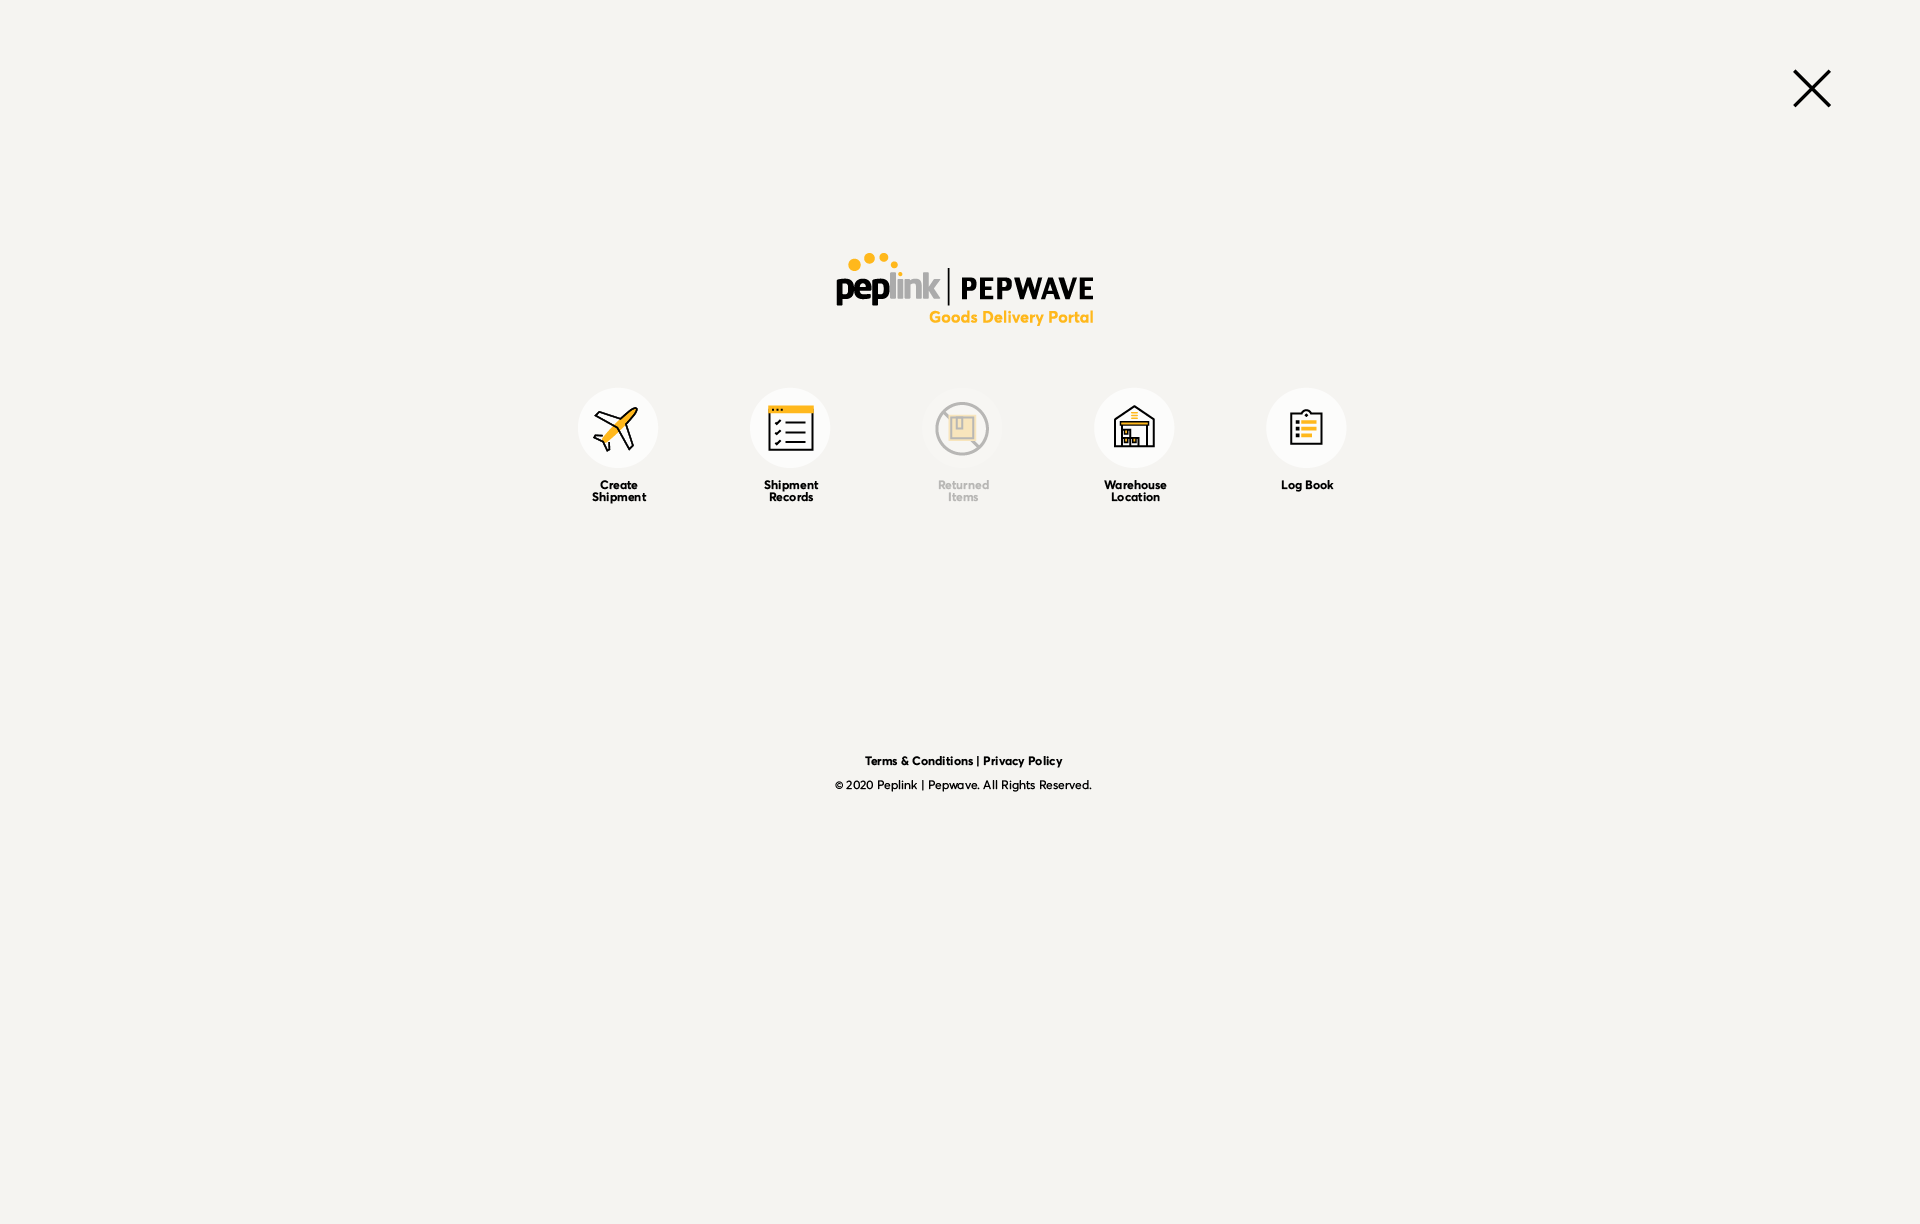 peplink | PEPWAVE
Goods Delivery Portal
Create
Shipment
Shipment
Records
Returned
Items
Warehouse
Location
Log Book
Terms & Conditions | Privacy Policy
© 2020 Peplink | Pepwave. All Rights Reserved.